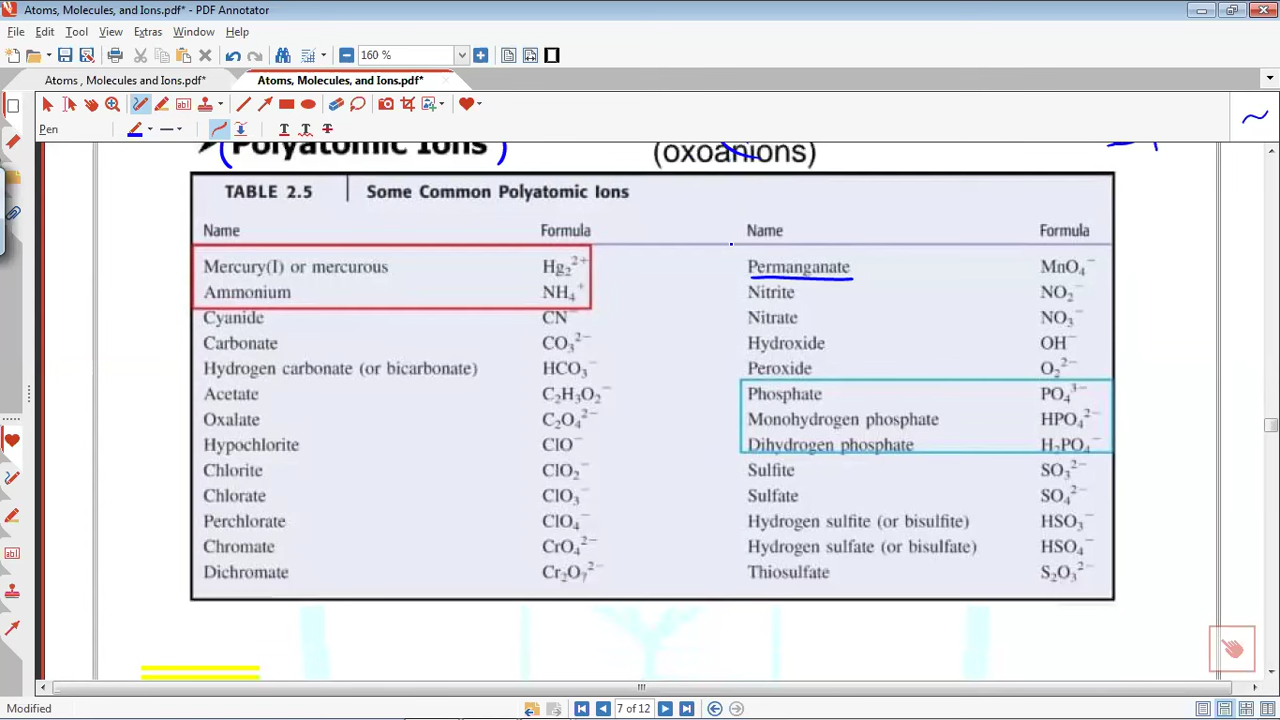 Atoms, Molecules, and Ions.pdf* - PDF Annotator
File Edit Tool View Extras Window Help
160 %
Atoms , Molecules and Ions.pdf* Atoms, Molecules, and Ions.pdf*
Pen
(Polyatomic Ions) (oxoanions)
TABLE 2.5 Some Common Polyatomic Ions
Name Formula Name Formula
Mercury(I) or mercurous Hg₂²⁺ Permanganate MnO₄⁻
Ammonium NH₄⁺ Nitrite NO₂⁻
Cyanide CN⁻ Nitrate NO₃⁻
Carbonate CO₃²⁻ Hydroxide OH⁻
Hydrogen carbonate (or bicarbonate) HCO₃⁻ Peroxide O₂²⁻
Acetate C₂H₃O₂⁻ Phosphate PO₄³⁻
Oxalate C₂O₄²⁻ Monohydrogen phosphate HPO₄²⁻
Hypochlorite ClO⁻ Dihydrogen phosphate H₂PO₄⁻
Chlorite ClO₂⁻ Sulfite SO₃²⁻
Chlorate ClO₃⁻ Sulfate SO₄²⁻
Perchlorate ClO₄⁻ Hydrogen sulfite (or bisulfite) HSO₃⁻
Chromate CrO₄²⁻ Hydrogen sulfate (or bisulfate) HSO₄⁻
Dichromate Cr₂O₇²⁻ Thiosulfate S₂O₃²⁻
Modified 7 of 12